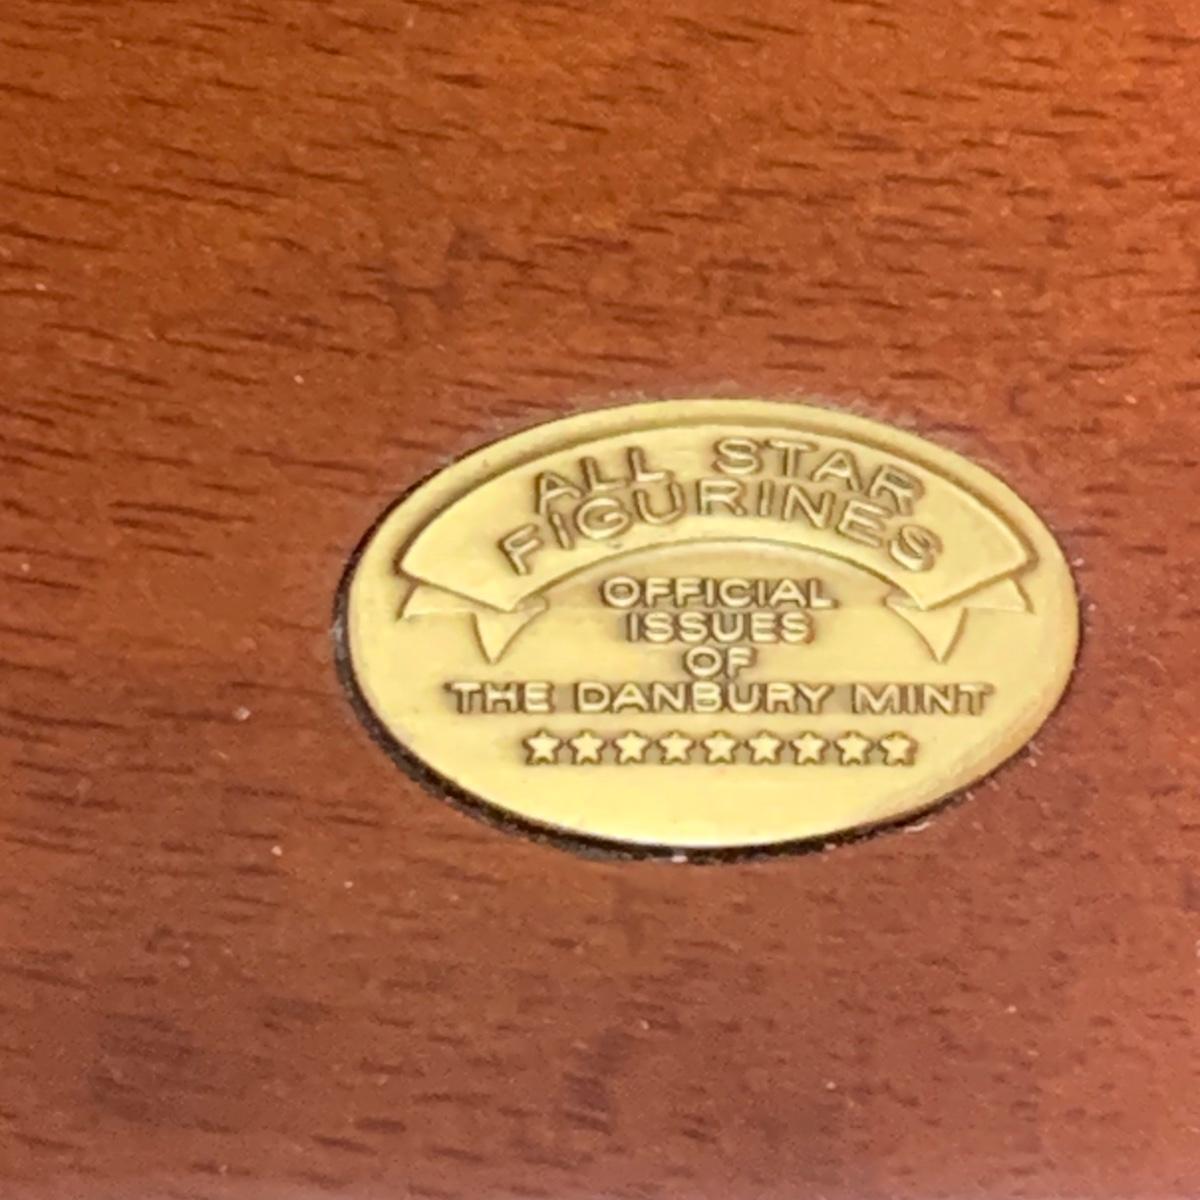 ALL STAR
FIGURINES
OFFICIAL
ISSUES
OF
THE DANBURY MINT